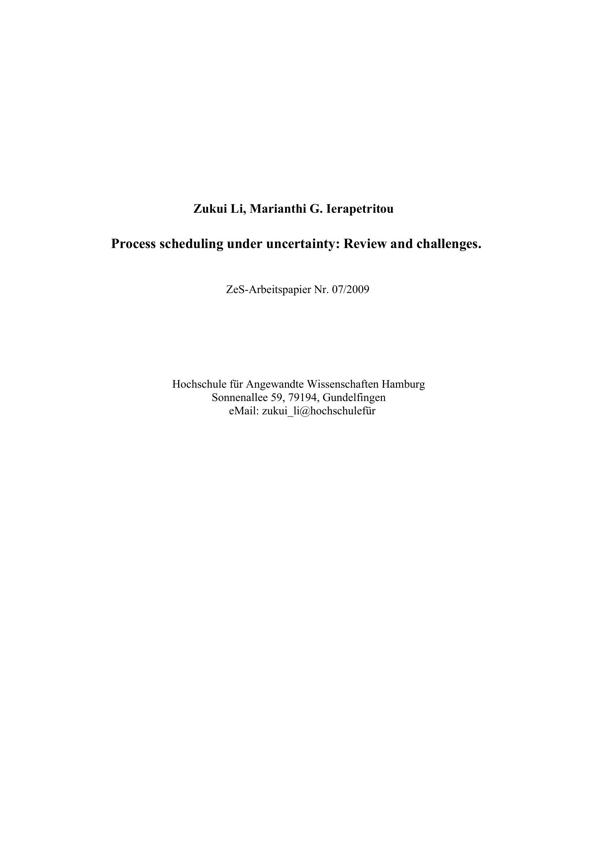 Zukui Li, Marianthi G. Ierapetritou
Process scheduling under uncertainty: Review and challenges.
ZeS-Arbeitspapier Nr. 07/2009
Hochschule für Angewandte Wissenschaften Hamburg
Sonnenallee 59, 79194, Gundelfingen
eMail: zukui_li@hochschulefür